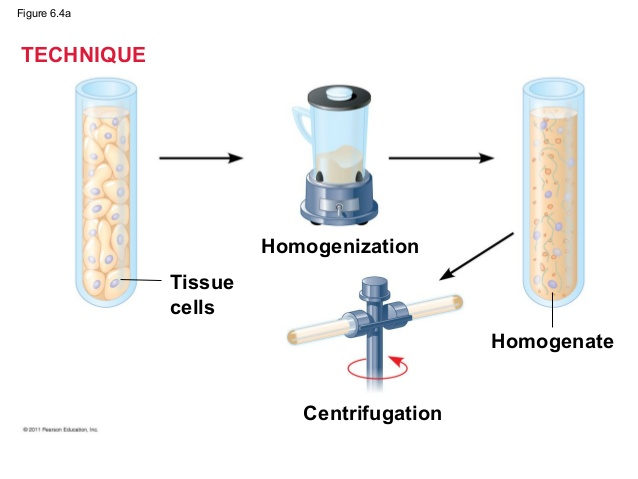 Figure 6.4a
TECHNIQUE
Homogenization
Tissue
cells
Homogenate
Centrifugation
© 2011 Pearson Education, Inc.